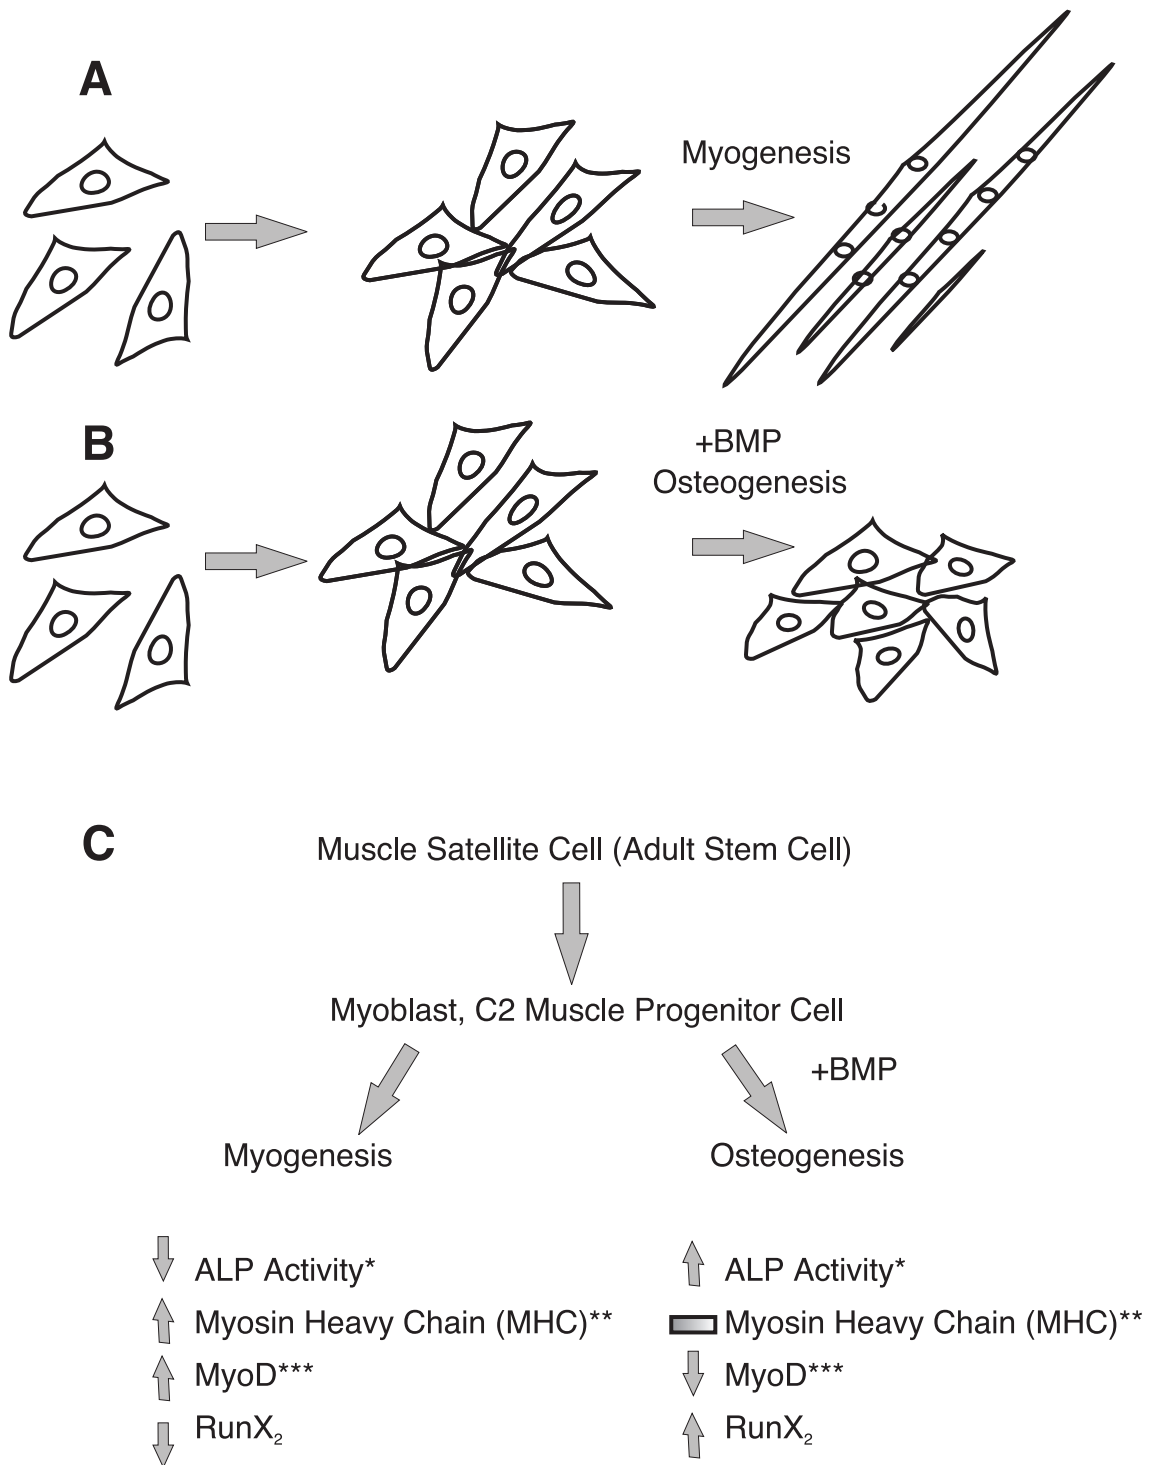 A
Myogenesis
B
+BMP
Osteogenesis
C
Muscle Satellite Cell (Adult Stem Cell)
Myoblast, C2 Muscle Progenitor Cell
+BMP
Myogenesis
Osteogenesis
ALP Activity*
Myosin Heavy Chain (MHC)**
MyoD***
RunX₂
ALP Activity*
Myosin Heavy Chain (MHC)**
MyoD***
RunX₂